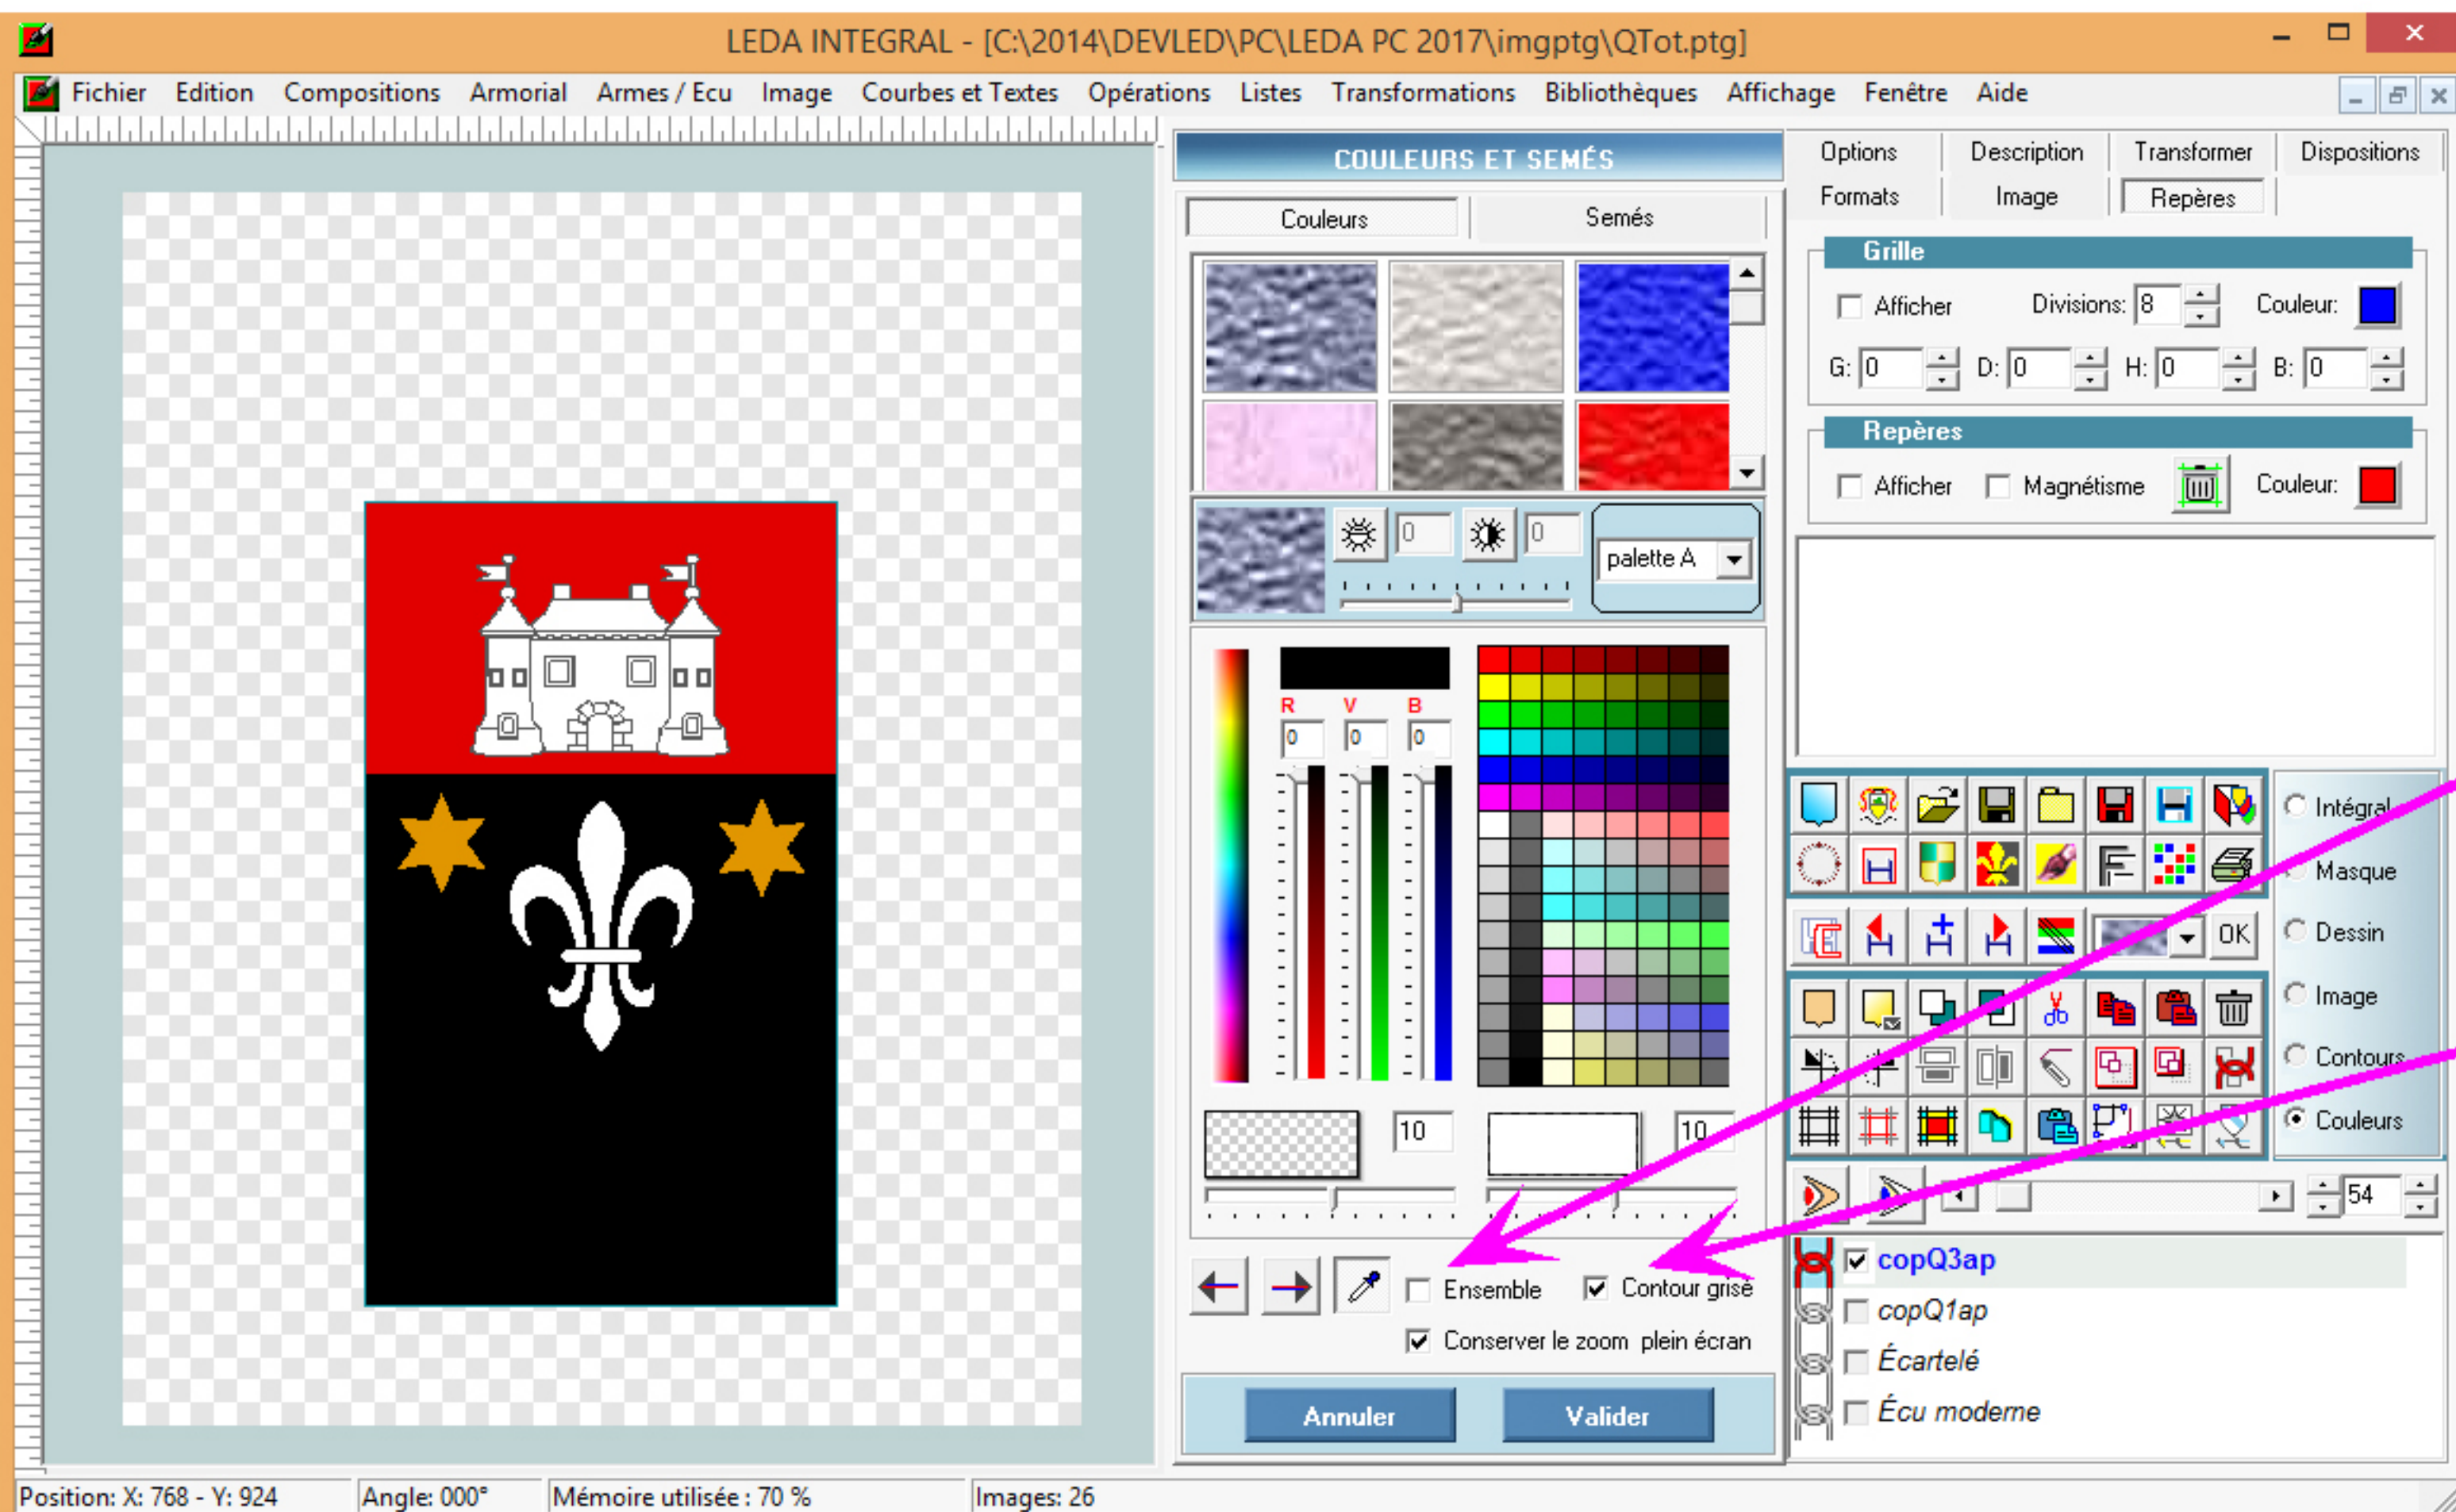 LEDA INTEGRAL - [C:\2014\DEVLED\PC\LEDA PC 2017\imgptg\QTot.ptg]
Fichier Edition Compositions Armorial Armes / Ecu Image Courbes et Textes Opérations Listes Transformations Bibliothèques Affichage Fenêtre Aide
COULEURS ET SEMÉS
Couleurs Semés
0 0 palette A
R V B
0 0 0
10 10
Ensemble Contour grisé
Conserver le zoom plein écran
Annuler Valider
Options Description Transformer Dispositions
Formats Image Repères
Grille
Afficher Divisions: 8 Couleur:
G: 0 D: 0 H: 0 B: 0
Repères
Afficher Magnétisme Couleur:
Intégral
Masque
OK Dessin
Image
Contours
Couleurs
54
copQ3ap
copQ1ap
Écartelé
Écu moderne
Position: X: 768 - Y: 924 Angle: 000° Mémoire utilisée : 70 % Images: 26